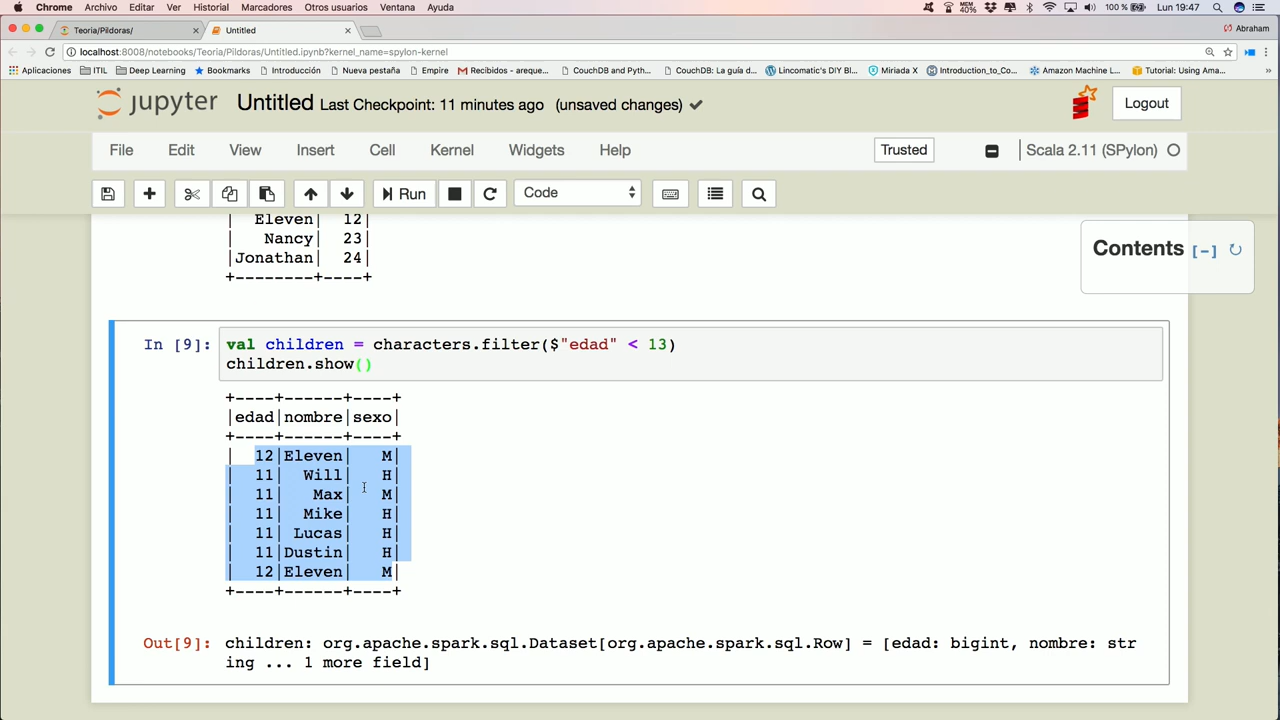 Chrome Archivo Editar Ver Historial Marcadores Otros usuarios Ventana Ayuda MEM 40% 100 % Lun 19:47
Teoria/Pildoras/ Untitled Abraham
localhost:8008/notebooks/Teoria/Pildoras/Untitled.ipynb?kernel_name=spylon-kernel
Aplicaciones ITIL Deep Learning Bookmarks Introducción Nueva pestaña Empire Recibidos - areque... CouchDB and Pyth... CouchDB: La guía d... Lincomatic's DIY Bl... Miriada X Introduction_to_Co... Amazon Machine L... Tutorial: Using Ama... »
jupyter Untitled Last Checkpoint: 11 minutes ago (unsaved changes) Logout
File Edit View Insert Cell Kernel Widgets Help Trusted Scala 2.11 (SPylon)
Run Code
| Eleven| 12|
| Nancy| 23|
|Jonathan| 24|
+--------+----+
Contents [-]
In [9]: val children = characters.filter($"edad" < 13)
children.show()
+----+------+----+
|edad|nombre|sexo|
+----+------+----+
| 12|Eleven| M|
| 11| Will| H|
| 11| Max| M|
| 11| Mike| H|
| 11| Lucas| H|
| 11|Dustin| H|
| 12|Eleven| M|
+----+------+----+
Out[9]: children: org.apache.spark.sql.Dataset[org.apache.spark.sql.Row] = [edad: bigint, nombre: str
ing ... 1 more field]